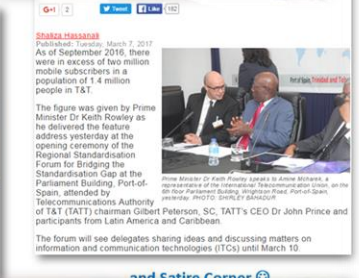 G+1 2 Tweet Like 182
Shaliza Hassanali
Published: Tuesday, March 7, 2017
As of September 2016, there
were in excess of two million
mobile subscribers in a
population of 1.4 million
people in T&T.
The figure was given by Prime
Minister Dr Keith Rowley as
he delivered the feature
address yesterday at the
opening ceremony of the
Regional Standardisation
Forum for Bridging the
Standardisation Gap at the
Parliament Building, Port-of-
Spain, attended by
Telecommunications Authority
of T&T (TATT) chairman Gilbert Peterson, SC, TATT's CEO Dr John Prince and
participants from Latin America and Caribbean.
Port of Spain, Trinidad and
Prime Minister Dr Keith Rowley speaks to
representative of the International Telecommunication Union, on the
6th floor Parliament Building, Wrightson Road, Port-of-Spain,
yesterday. PHOTO: SHIRLEY BAHADUR
The forum will see delegates sharing ideas and discussing matters on
information and communication technologies (ITCs) until March 10.
and Satire Corner